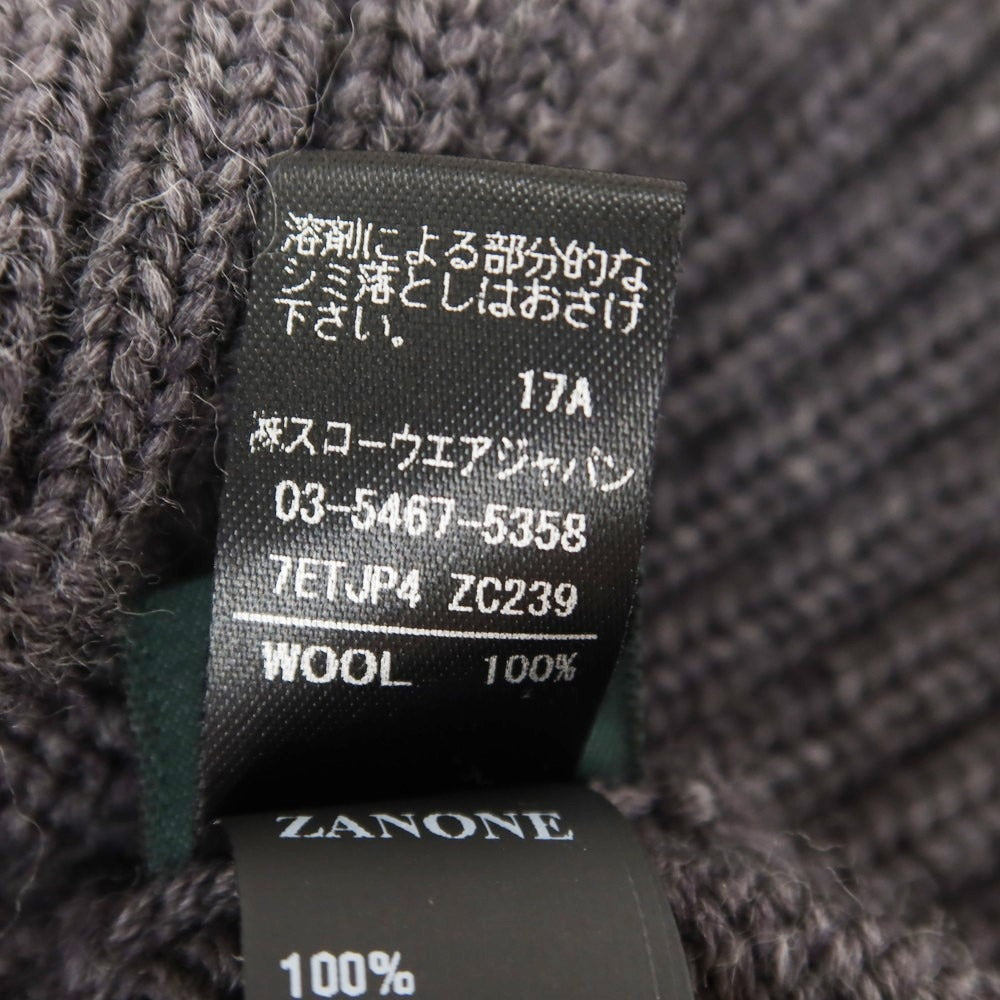 溶剤による部分的な
シミ落としはおさけ
下さい。
17A
㈱スローウエアジャパン
03-5467-5358
7ETJP4 ZC239
WOOL 100%
ZANONE
100%